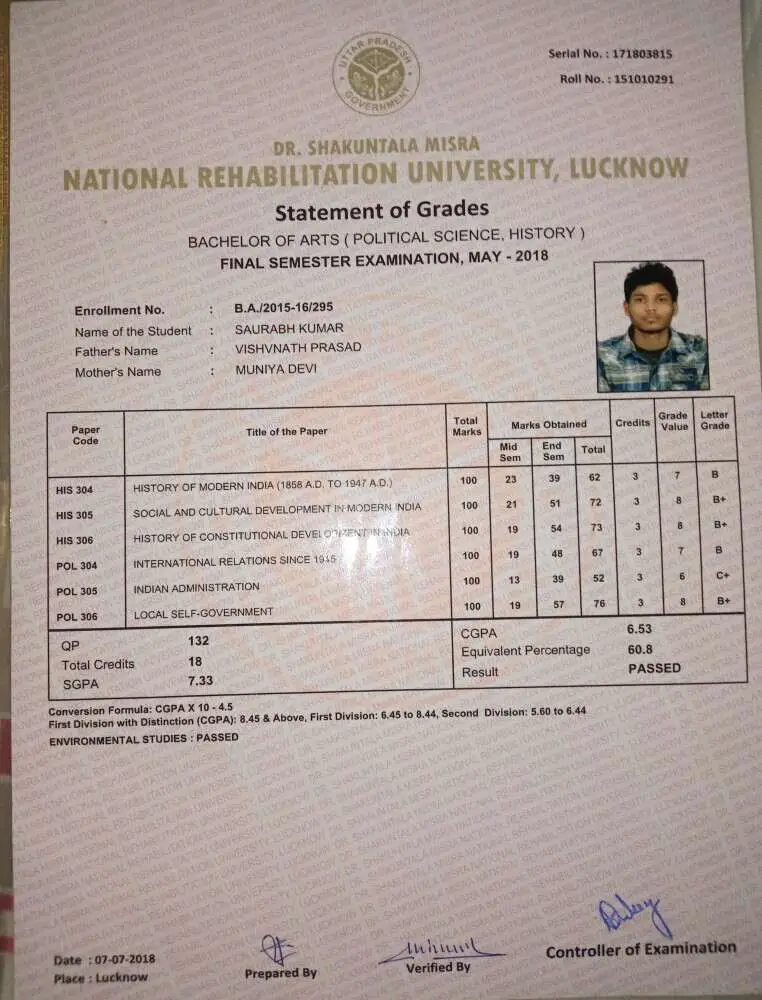 UTTAR PRADESH
GOVERNMENT
Serial No. : 171803815
Roll No. : 151010291
DR. SHAKUNTALA MISRA
NATIONAL REHABILITATION UNIVERSITY, LUCKNOW
Statement of Grades
BACHELOR OF ARTS ( POLITICAL SCIENCE, HISTORY )
FINAL SEMESTER EXAMINATION, MAY - 2018
Enrollment No. : B.A./2015-16/295
Name of the Student : SAURABH KUMAR
Father's Name : VISHVNATH PRASAD
Mother's Name : MUNIYA DEVI
Paper Code Title of the Paper Total Marks Marks Obtained Credits Grade Value Letter Grade
Mid Sem End Sem Total
HIS 304 HISTORY OF MODERN INDIA (1858 A.D. TO 1947 A.D.) 100 23 39 62 3 7 B
HIS 305 SOCIAL AND CULTURAL DEVELOPMENT IN MODERN INDIA 100 21 51 72 3 8 B+
HIS 306 HISTORY OF CONSTITUTIONAL DEVELOPMENT IN INDIA 100 19 54 73 3 8 B+
POL 304 INTERNATIONAL RELATIONS SINCE 1945 100 19 48 67 3 7 B
POL 305 INDIAN ADMINISTRATION 100 13 39 52 3 6 C+
POL 306 LOCAL SELF-GOVERNMENT 100 19 57 76 3 8 B+
QP 132 CGPA 6.53
Total Credits 18 Equivalent Percentage 60.8
SGPA 7.33 Result PASSED
Conversion Formula: CGPA X 10 - 4.5
First Division with Distinction (CGPA): 8.45 & Above, First Division: 6.45 to 8.44, Second Division: 5.60 to 6.44
ENVIRONMENTAL STUDIES : PASSED
Date : 07-07-2018
Place : Lucknow
Prepared By
Verified By
Controller of Examination